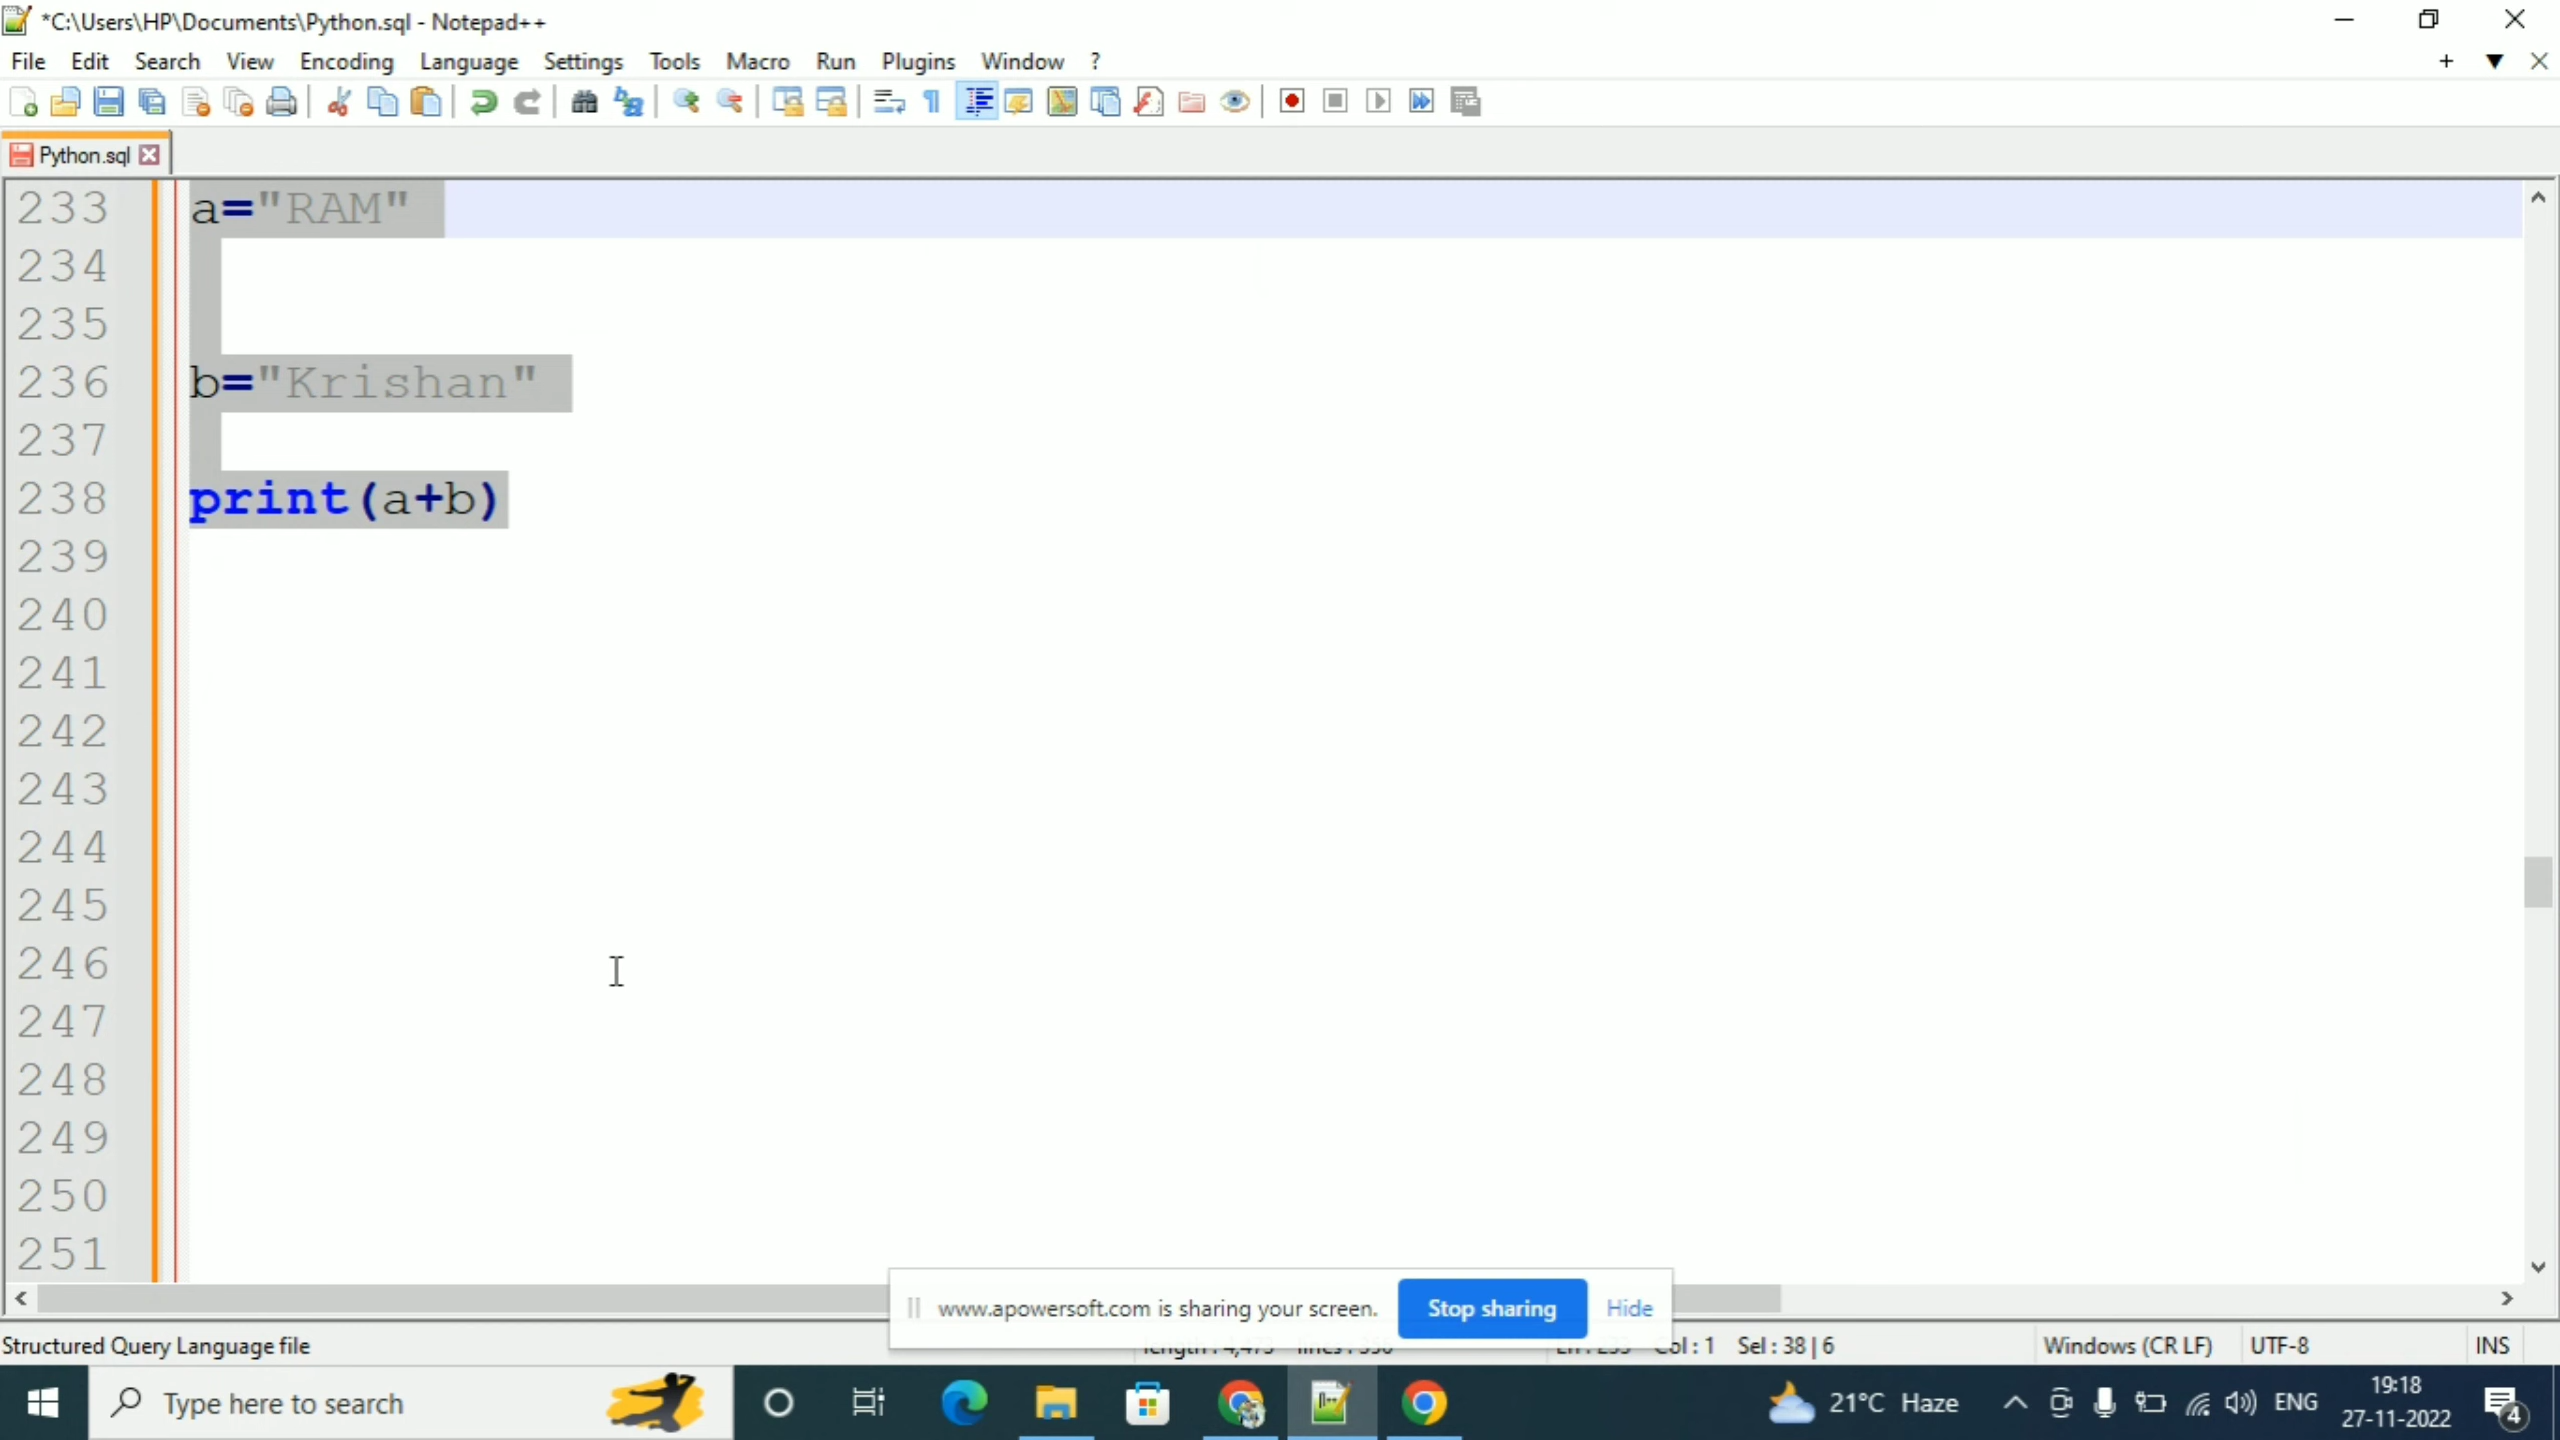 *C:\Users\HP\Documents\Python.sql - Notepad++
File Edit Search View Encoding Language Settings Tools Macro Run Plugins Window ?
Python.sql
233 a="RAM"
234
235
236 b="Krishan"
237
238 print(a+b)
239
240
241
242
243
244
245
246
247
248
249
250
251
www.apowersoft.com is sharing your screen. Stop sharing Hide
Structured Query Language file Col : 1 Sel : 38 | 6 Windows (CR LF) UTF-8 INS
Type here to search 21°C Haze ENG 19:18
27-11-2022 4